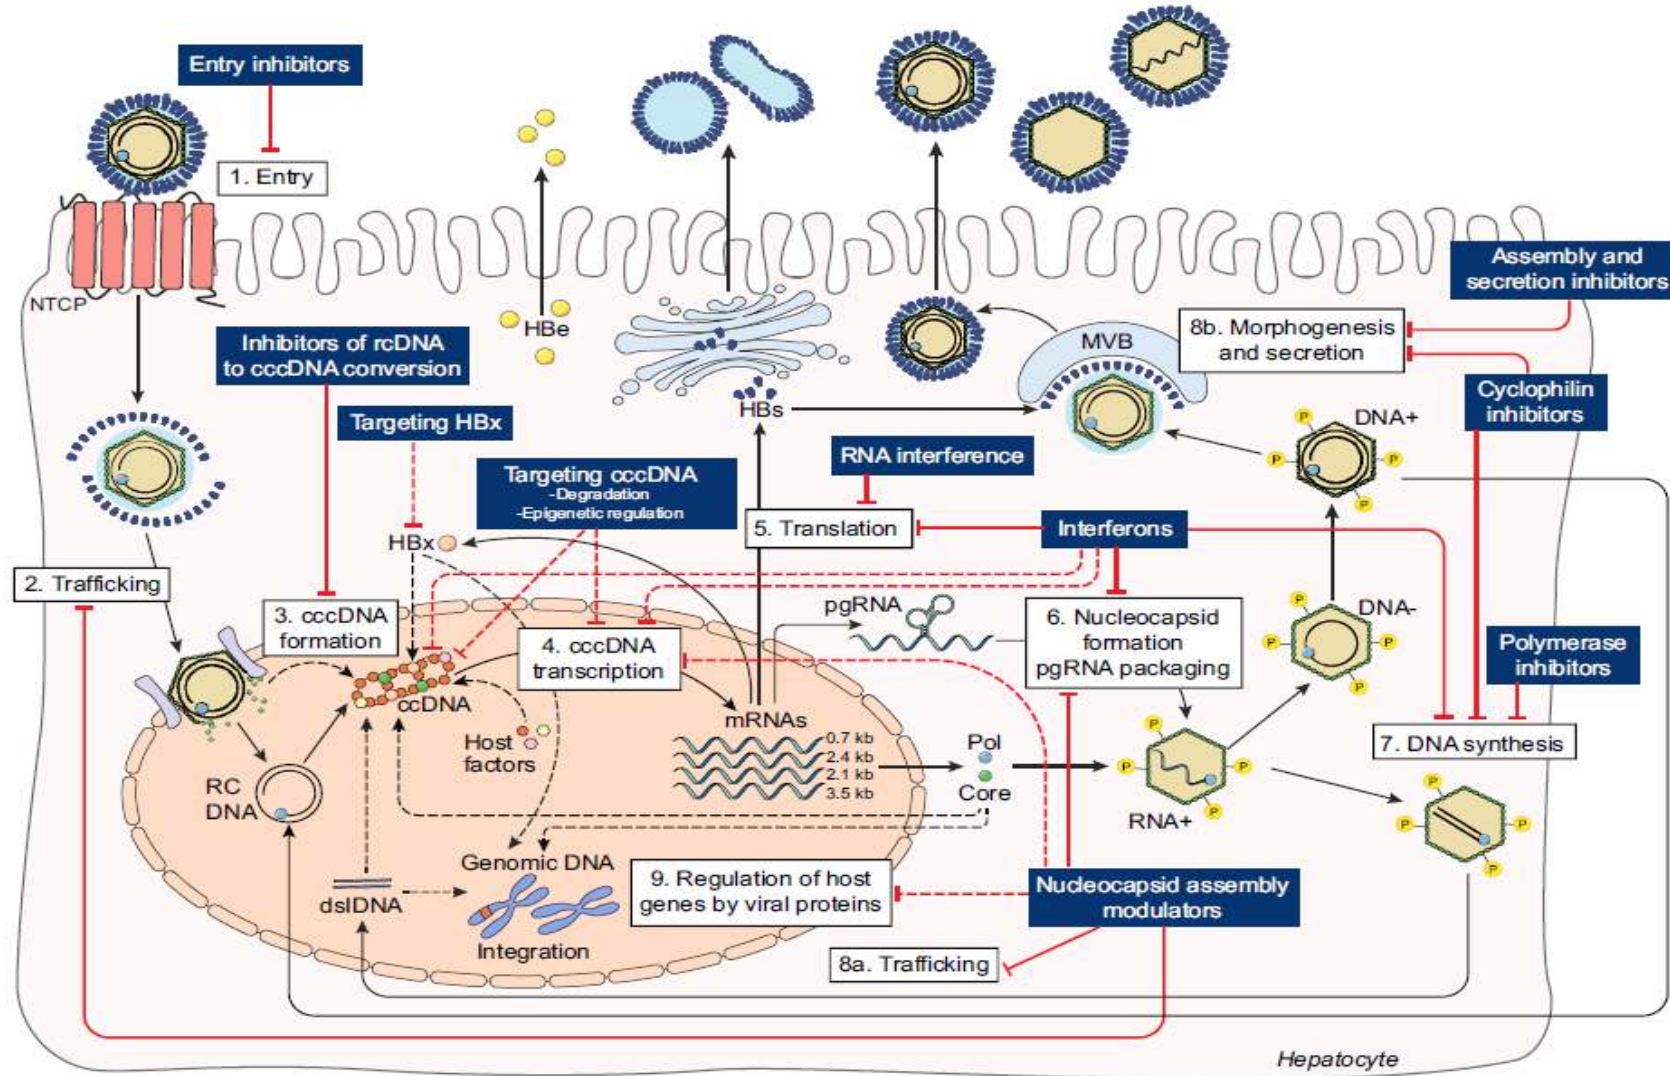 Entry inhibitors
1. Entry
NTCP
HBe
Assembly and
secretion inhibitors
8b. Morphogenesis
and secretion
MVB
Inhibitors of rcDNA
to cccDNA conversion
Cyclophilin
inhibitors
HBs
Targeting HBx
DNA+
P
P
P
P
RNA interference
Targeting cccDNA
-Degradation
-Epigenetic regulation
5. Translation
Interferons
HBx
2. Trafficking
3. cccDNA
formation
pgRNA
DNA-
P
P
P
P
6. Nucleocapsid
formation
pgRNA packaging
4. cccDNA
transcription
Polymerase
inhibitors
ccDNA
mRNAs
0.7 kb
2.4 kb
2.1 kb
3.5 kb
Host
factors
Pol
Core
7. DNA synthesis
RC
DNA
P
P
P
P
RNA+
P
P
P
P
Genomic DNA
9. Regulation of host
genes by viral proteins
Nucleocapsid assembly
modulators
dslDNA
Integration
8a. Trafficking
Hepatocyte